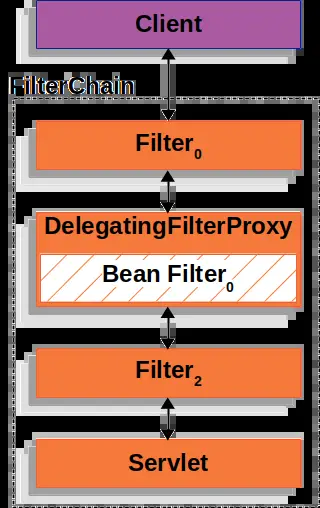 Client
FilterChain
Filter₀
DelegatingFilterProxy
Bean Filter₀
Filter₂
Servlet